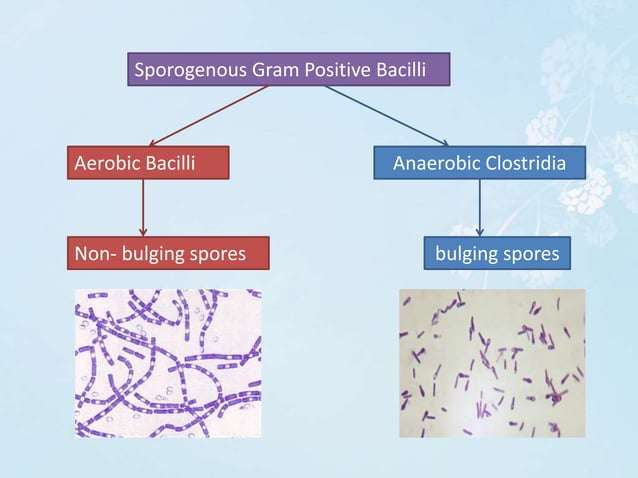 Sporogenous Gram Positive Bacilli
Aerobic Bacilli
Anaerobic Clostridia
Non- bulging spores
bulging spores